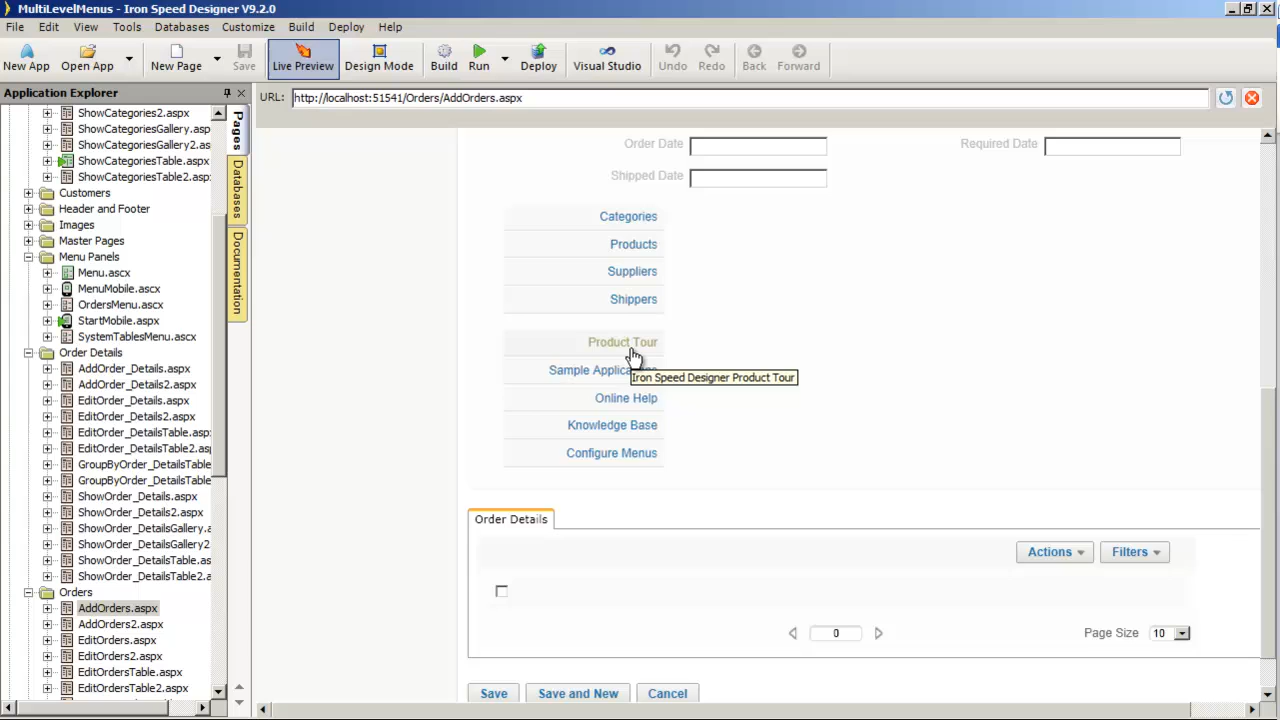 MultiLevelMenus - Iron Speed Designer V9.2.0
File Edit View Tools Databases Customize Build Deploy Help
New App Open App New Page Save Live Preview Design Mode Build Run Deploy Visual Studio Undo Redo Back Forward
Application Explorer
URL: http://localhost:51541/Orders/AddOrders.aspx
ShowCategories2.aspx
ShowCategoriesGallery.asp
ShowCategoriesGallery2.as
ShowCategoriesTable.aspx
ShowCategoriesTable2.asp
Customers
Header and Footer
Images
Master Pages
Menu Panels
Menu.ascx
MenuMobile.ascx
OrdersMenu.ascx
StartMobile.aspx
SystemTablesMenu.ascx
Order Details
AddOrder_Details.aspx
AddOrder_Details2.aspx
EditOrder_Details.aspx
EditOrder_Details2.aspx
EditOrder_DetailsTable.asp
EditOrder_DetailsTable2.as
GroupByOrder_DetailsTable
GroupByOrder_DetailsTable
ShowOrder_Details.aspx
ShowOrder_Details2.aspx
ShowOrder_DetailsGallery.a
ShowOrder_DetailsGallery2
ShowOrder_DetailsTable.as
ShowOrder_DetailsTable2.a
Orders
AddOrders.aspx
AddOrders2.aspx
EditOrders.aspx
EditOrders2.aspx
EditOrdersTable.aspx
EditOrdersTable2.aspx
Pages
Databases
Documentation
Order Date Required Date
Shipped Date
Categories
Products
Suppliers
Shippers
Product Tour
Sample Applica
Iron Speed Designer Product Tour
Online Help
Knowledge Base
Configure Menus
Order Details
Actions Filters
0 Page Size 10
Save Save and New Cancel